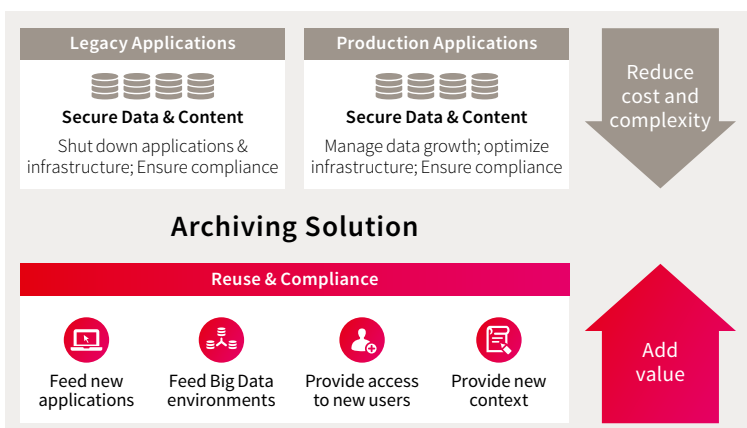 Legacy Applications
Secure Data & Content
Shut down applications &
infrastructure; Ensure compliance
Production Applications
Secure Data & Content
Manage data growth; optimize
infrastructure; Ensure compliance
Reduce
cost and
complexity
Archiving Solution
Reuse & Compliance
Feed new
applications
Feed Big Data
environments
Provide access
to new users
Provide new
context
Add
value